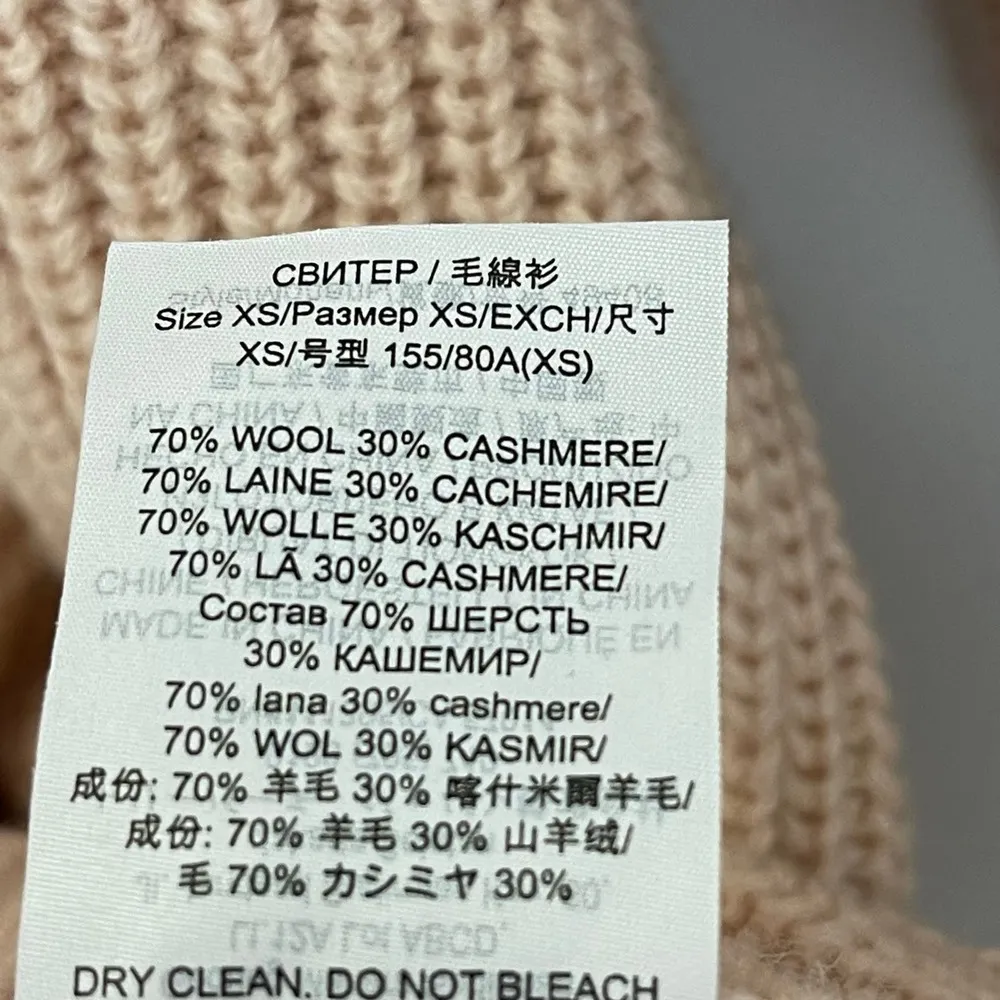 СВИТЕР / 毛線衫
Size XS/Размер XS/EXCH/尺寸
XS/号型 155/80A(XS)
70% WOOL 30% CASHMERE/
70% LAINE 30% CACHEMIRE/
70% WOLLE 30% KASCHMIR/
70% LÃ 30% CASHMERE/
Состав 70% ШЕРСТЬ
30% КАШЕМИР/
70% lana 30% cashmere/
70% WOL 30% KASMIR/
成份: 70% 羊毛 30% 喀什米爾羊毛/
成份: 70% 羊毛 30% 山羊绒/
毛 70% カシミヤ 30%
DRY CLEAN. DO NOT BLEACH